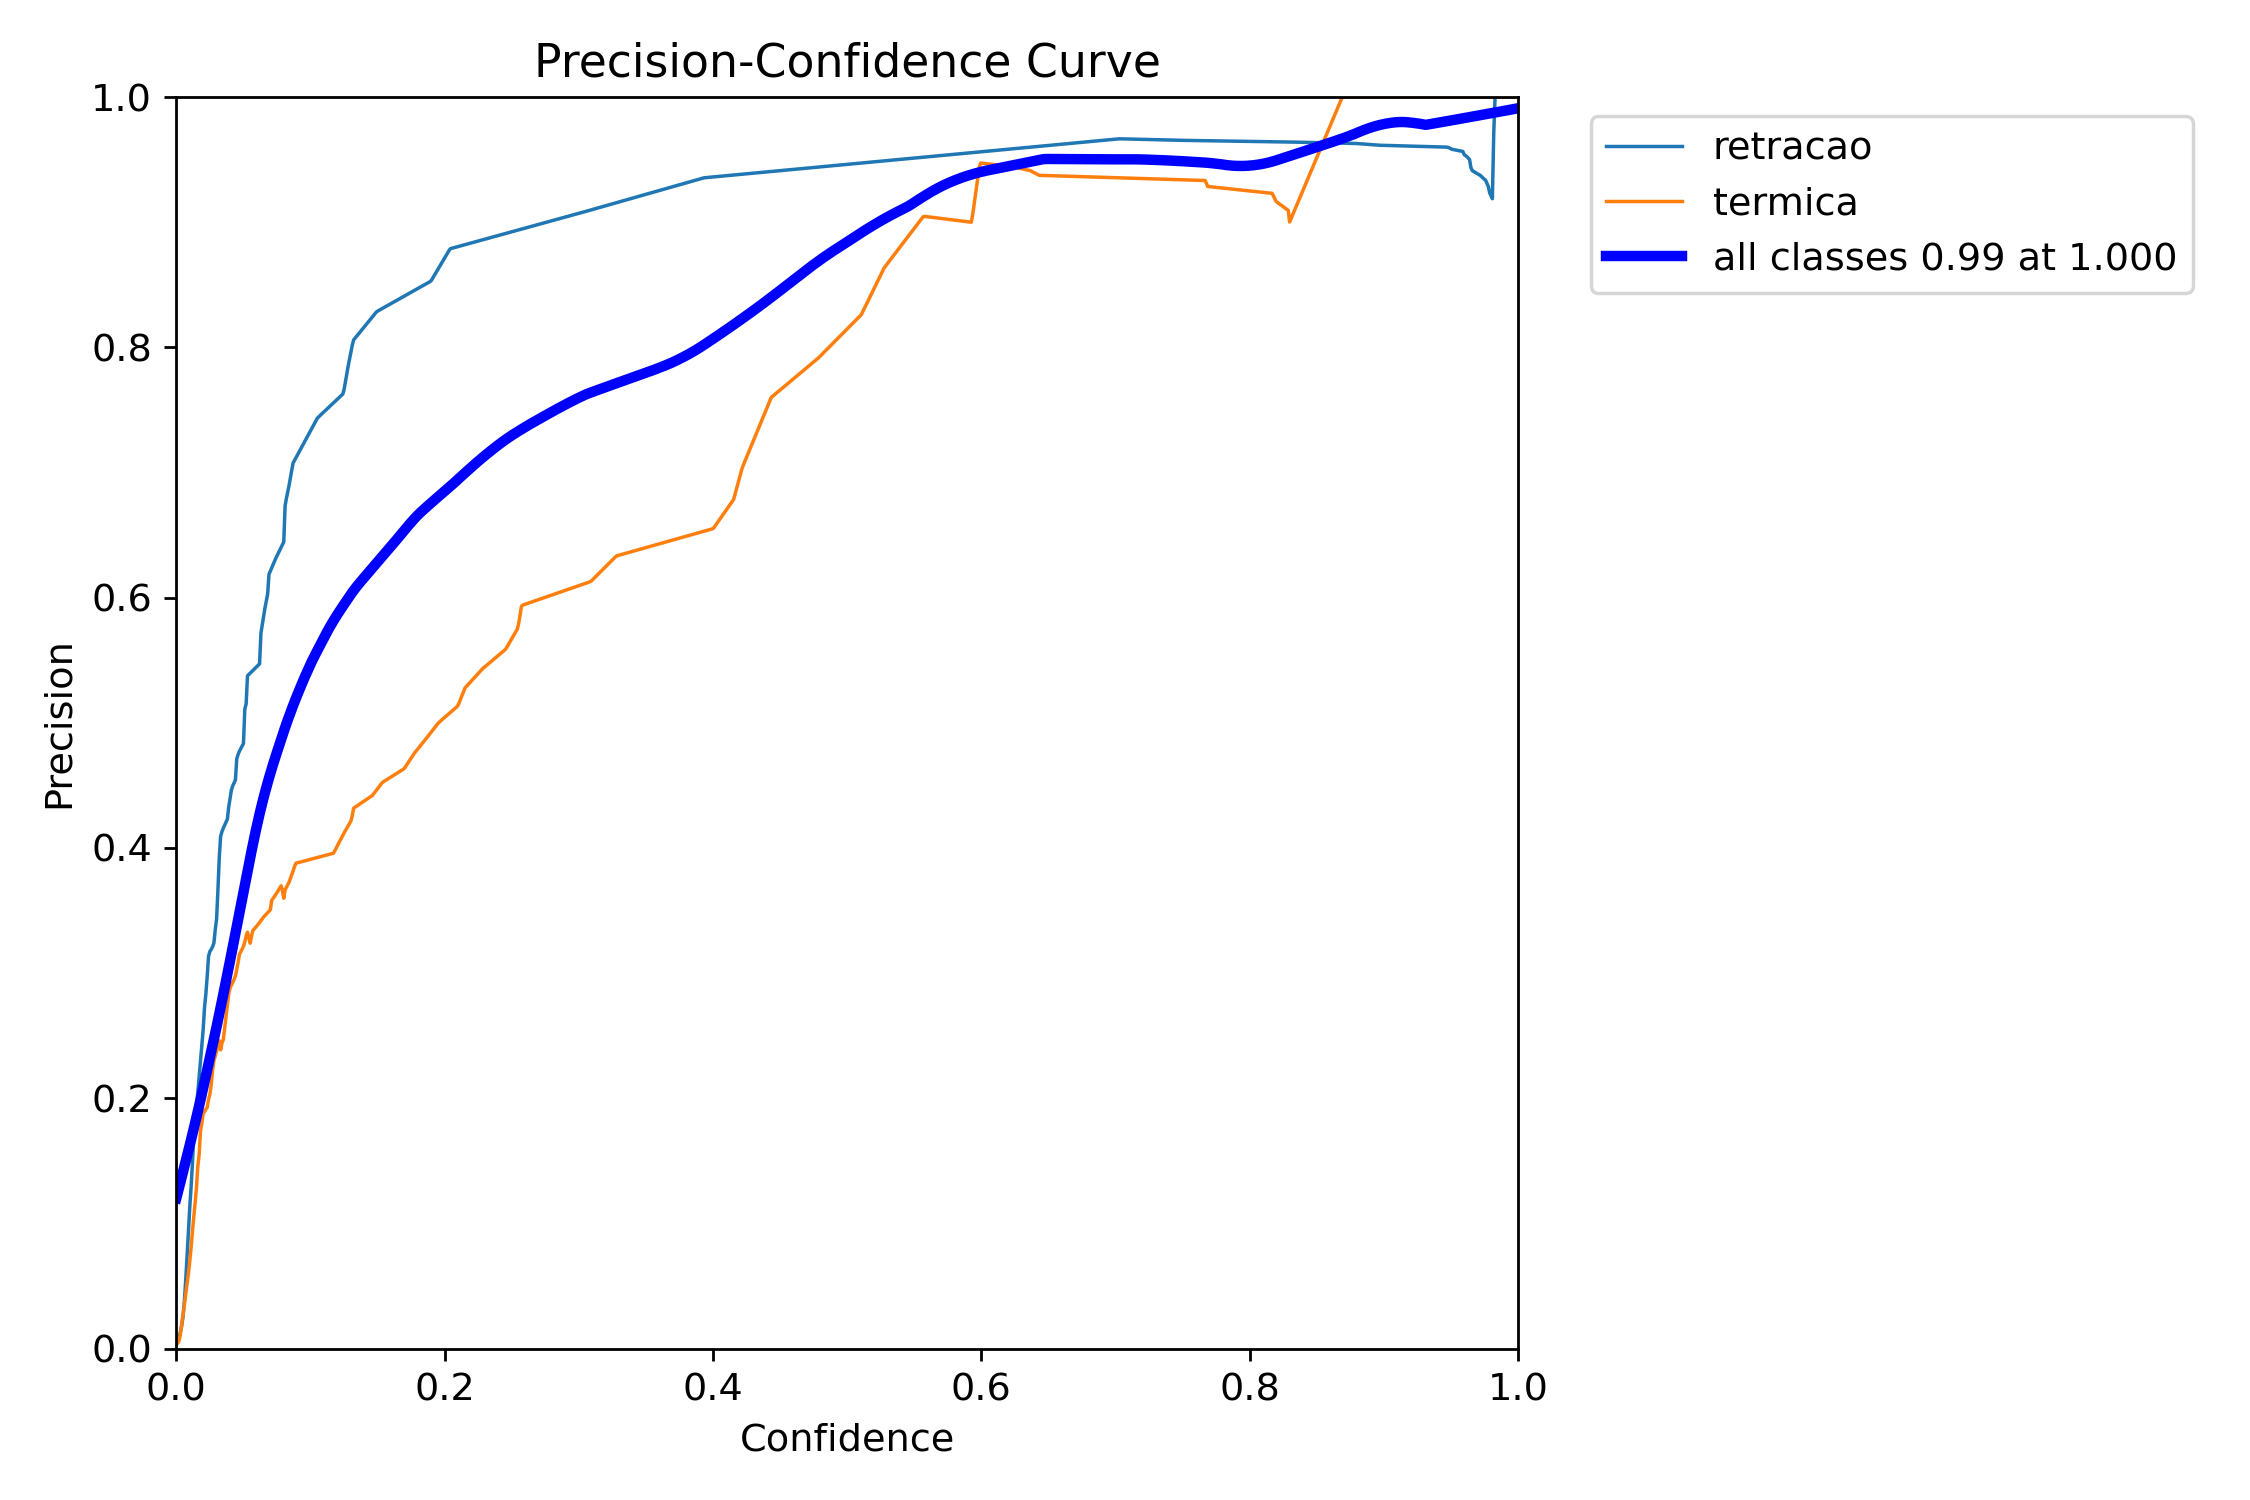 Precision-Confidence Curve
1.0
0.8
0.6
0.4
0.2
0.0
Precision
0.0 0.2 0.4 0.6 0.8 1.0
Confidence
retracao
termica
all classes 0.99 at 1.000